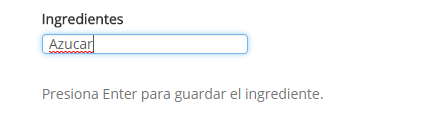 Ingredientes
Azucar
Presiona Enter para guardar el ingrediente.